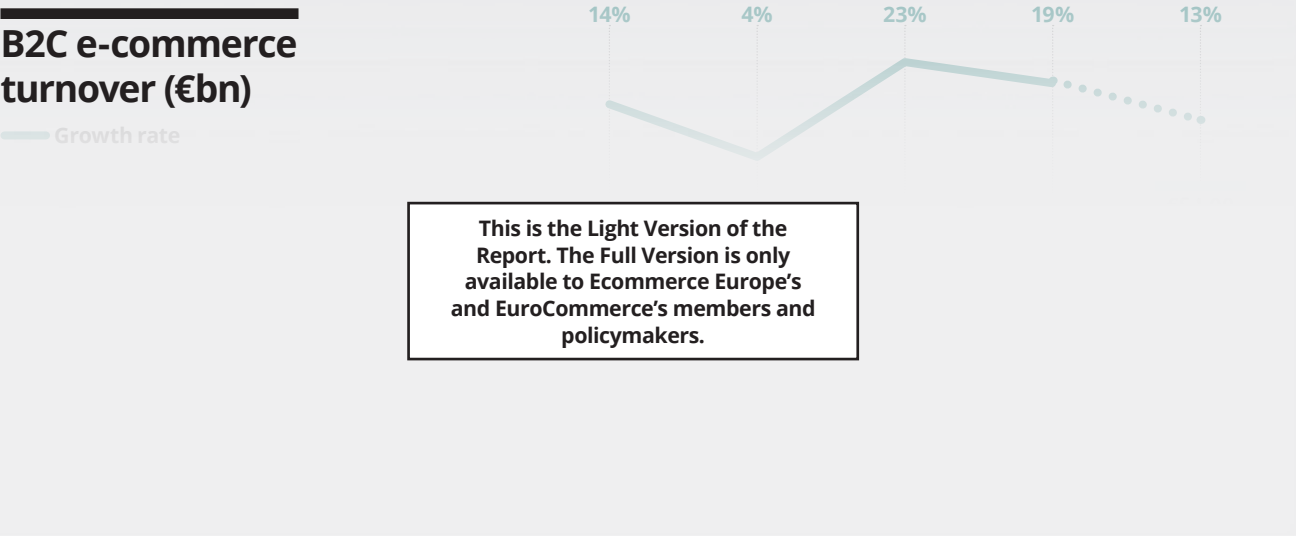 14% 4% 23% 19% 13%
B2C e-commerce
turnover (€bn)
Growth rate
This is the Light Version of the
Report. The Full Version is only
available to Ecommerce Europe’s
and EuroCommerce’s members and
policymakers.